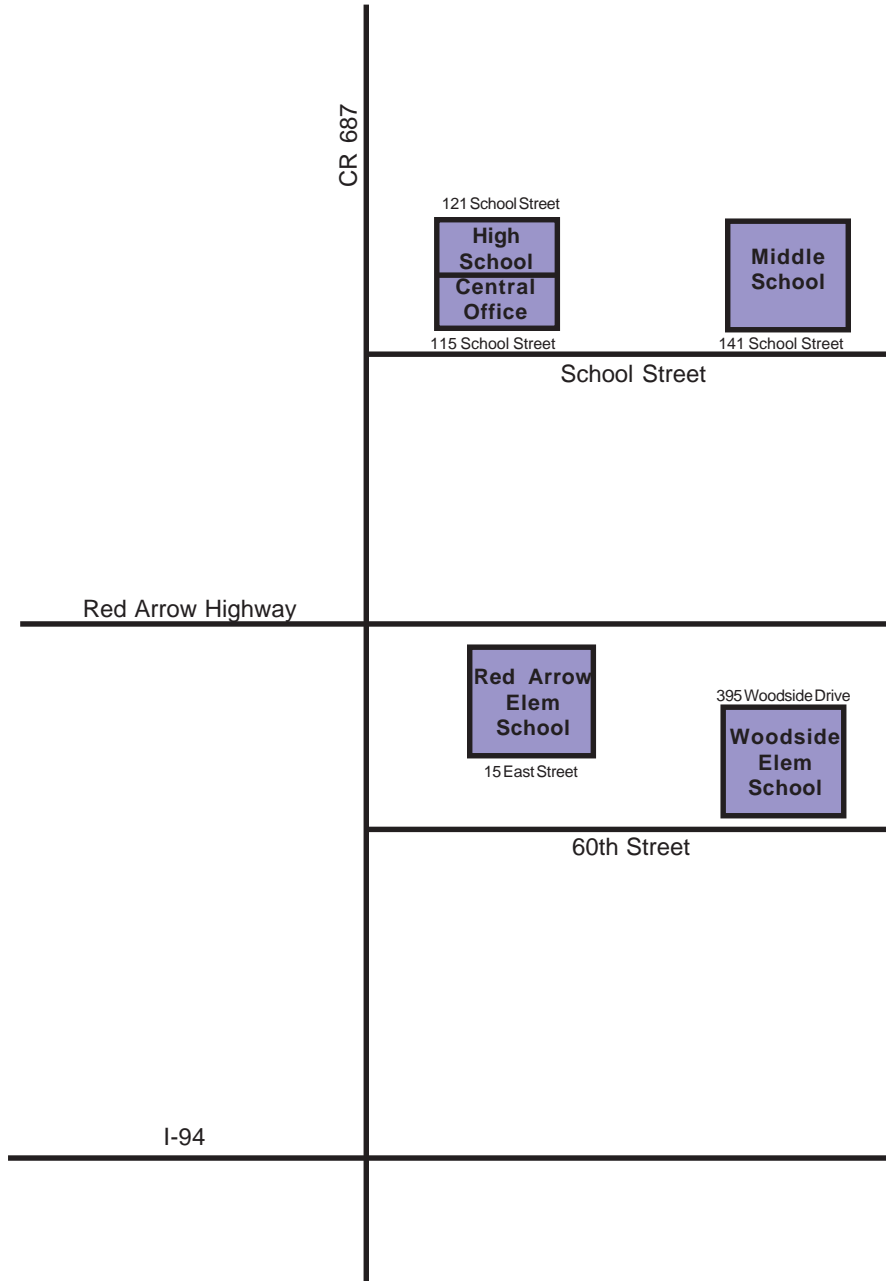 CR 687
121 School Street
High
School
Central
Office
115 School Street
Middle
School
141 School Street
School Street
Red Arrow Highway
Red Arrow
Elem
School
15 East Street
395 Woodside Drive
Woodside
Elem
School
60th Street
I-94